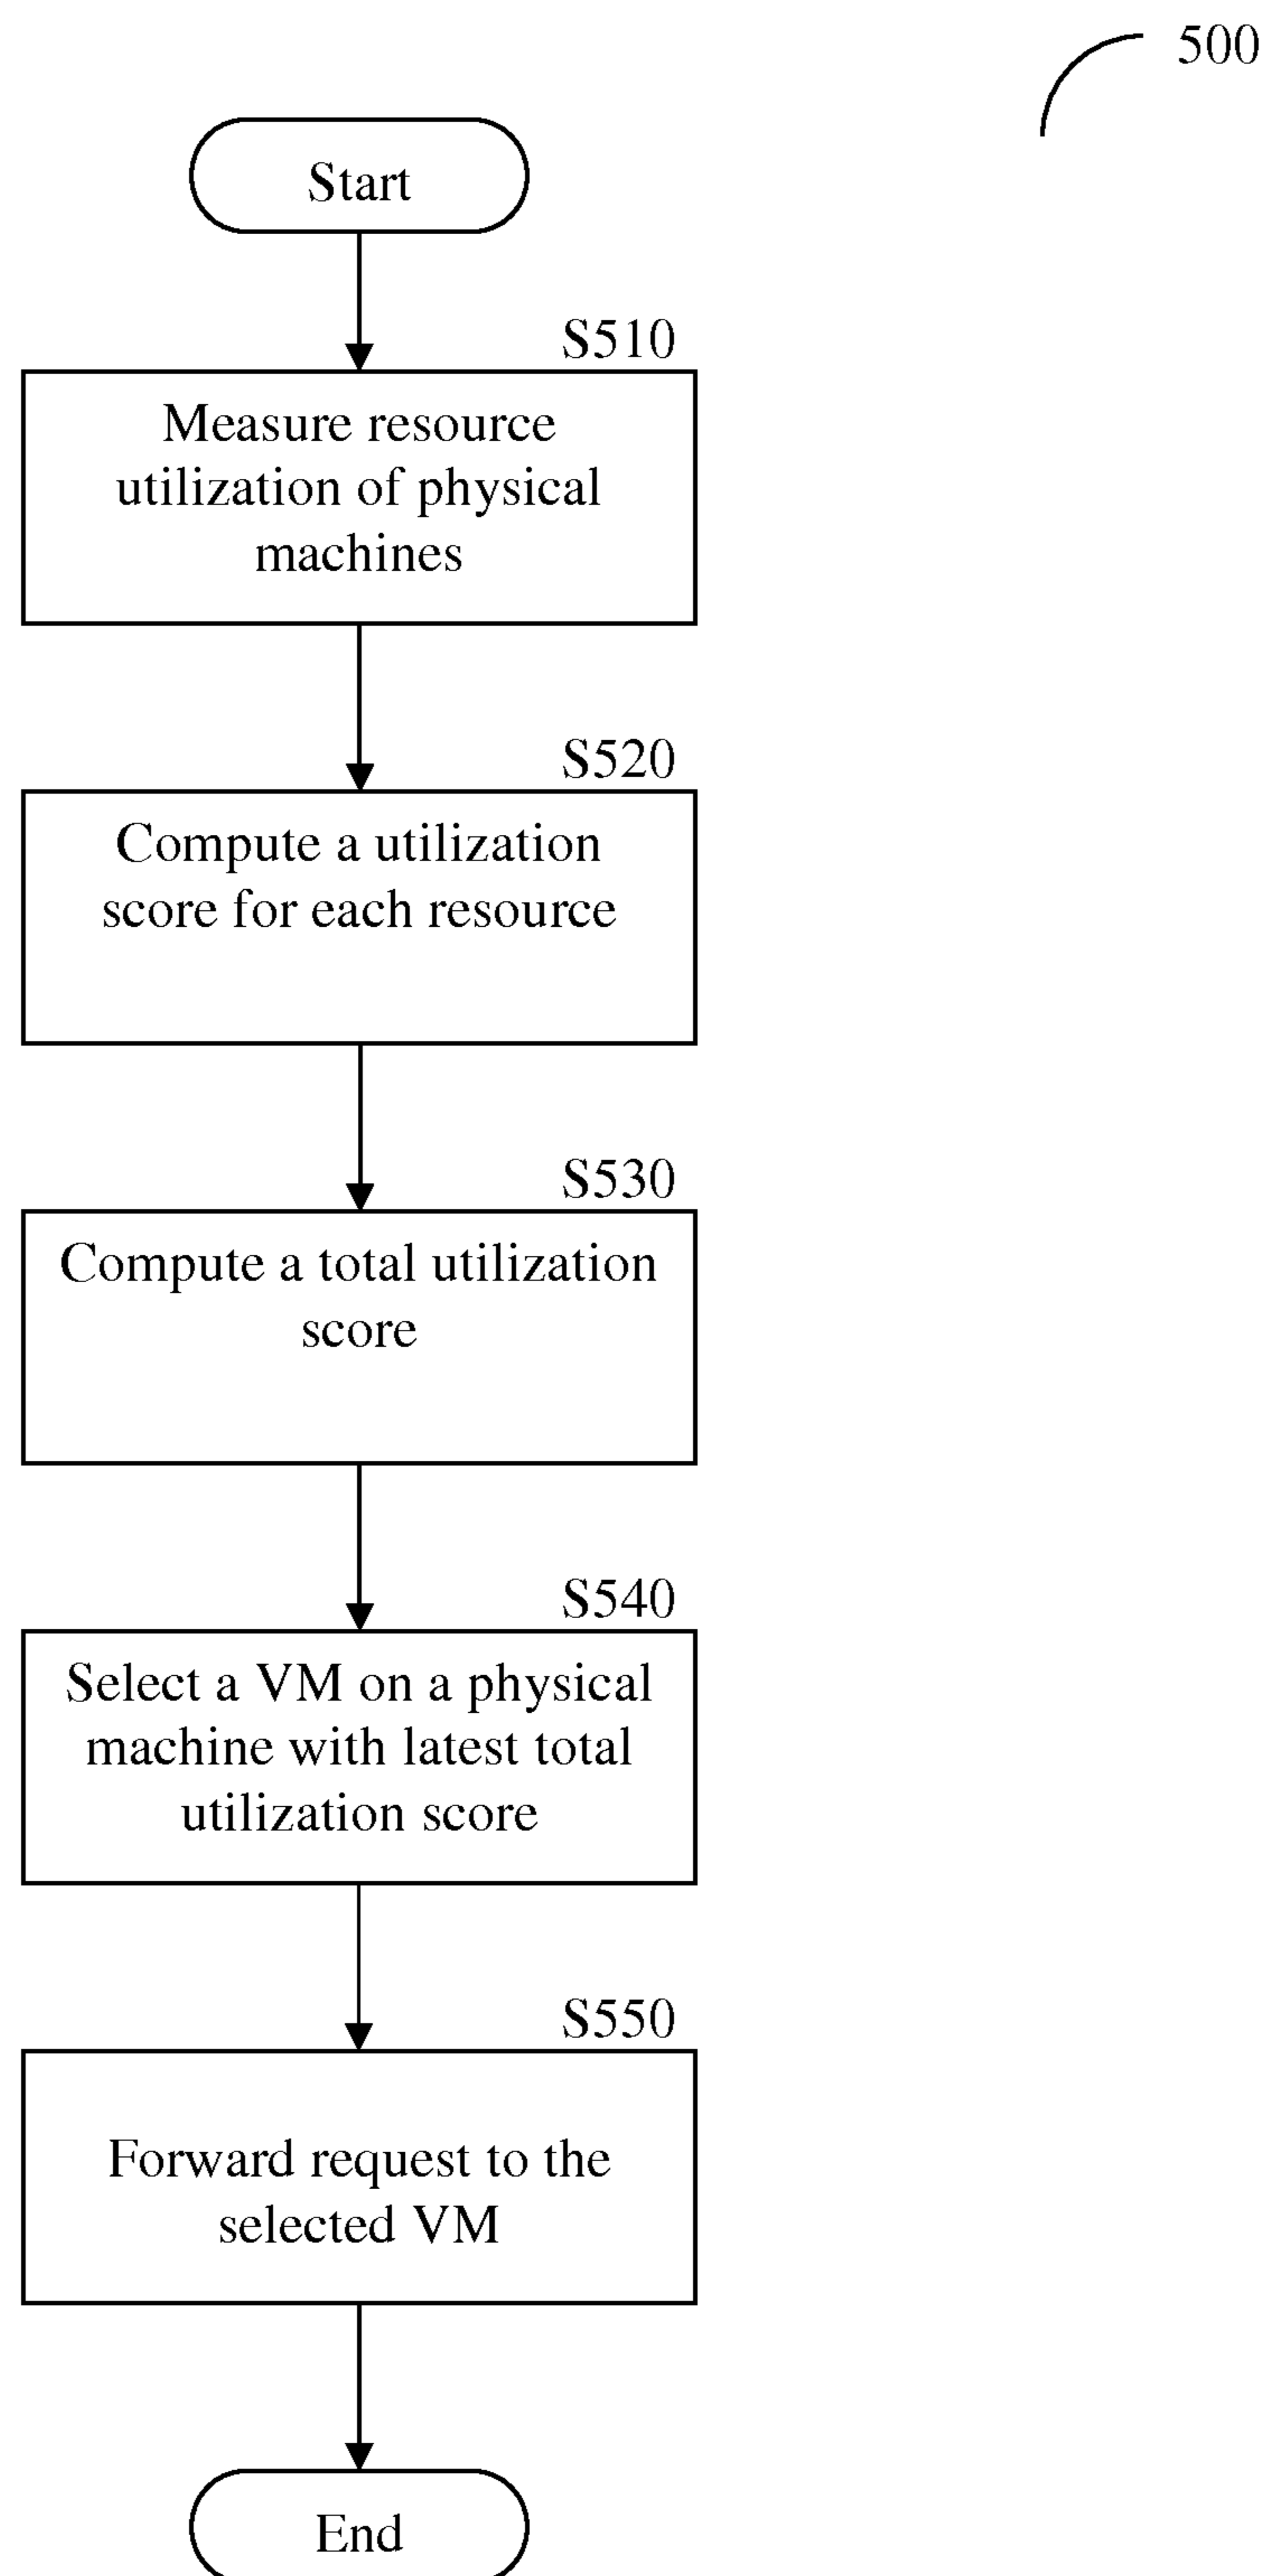 500
Start
S510
Measure resource
utilization of physical
machines
S520
Compute a utilization
score for each resource
S530
Compute a total utilization
score
S540
Select a VM on a physical
machine with latest total
utilization score
S550
Forward request to the
selected VM
End